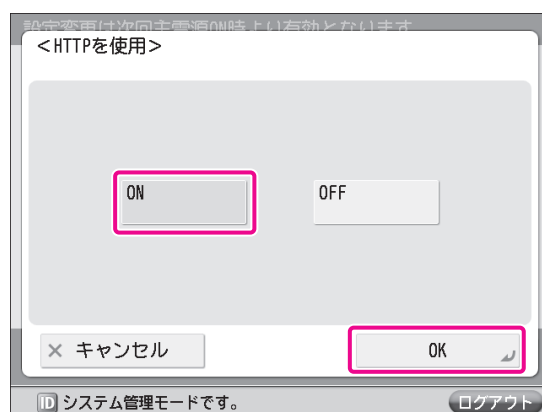 設定変更は次回主電源ON時より有効となります
<HTTPを使用>
ON
OFF
× キャンセル
OK
ID システム管理モードです。
ログアウト